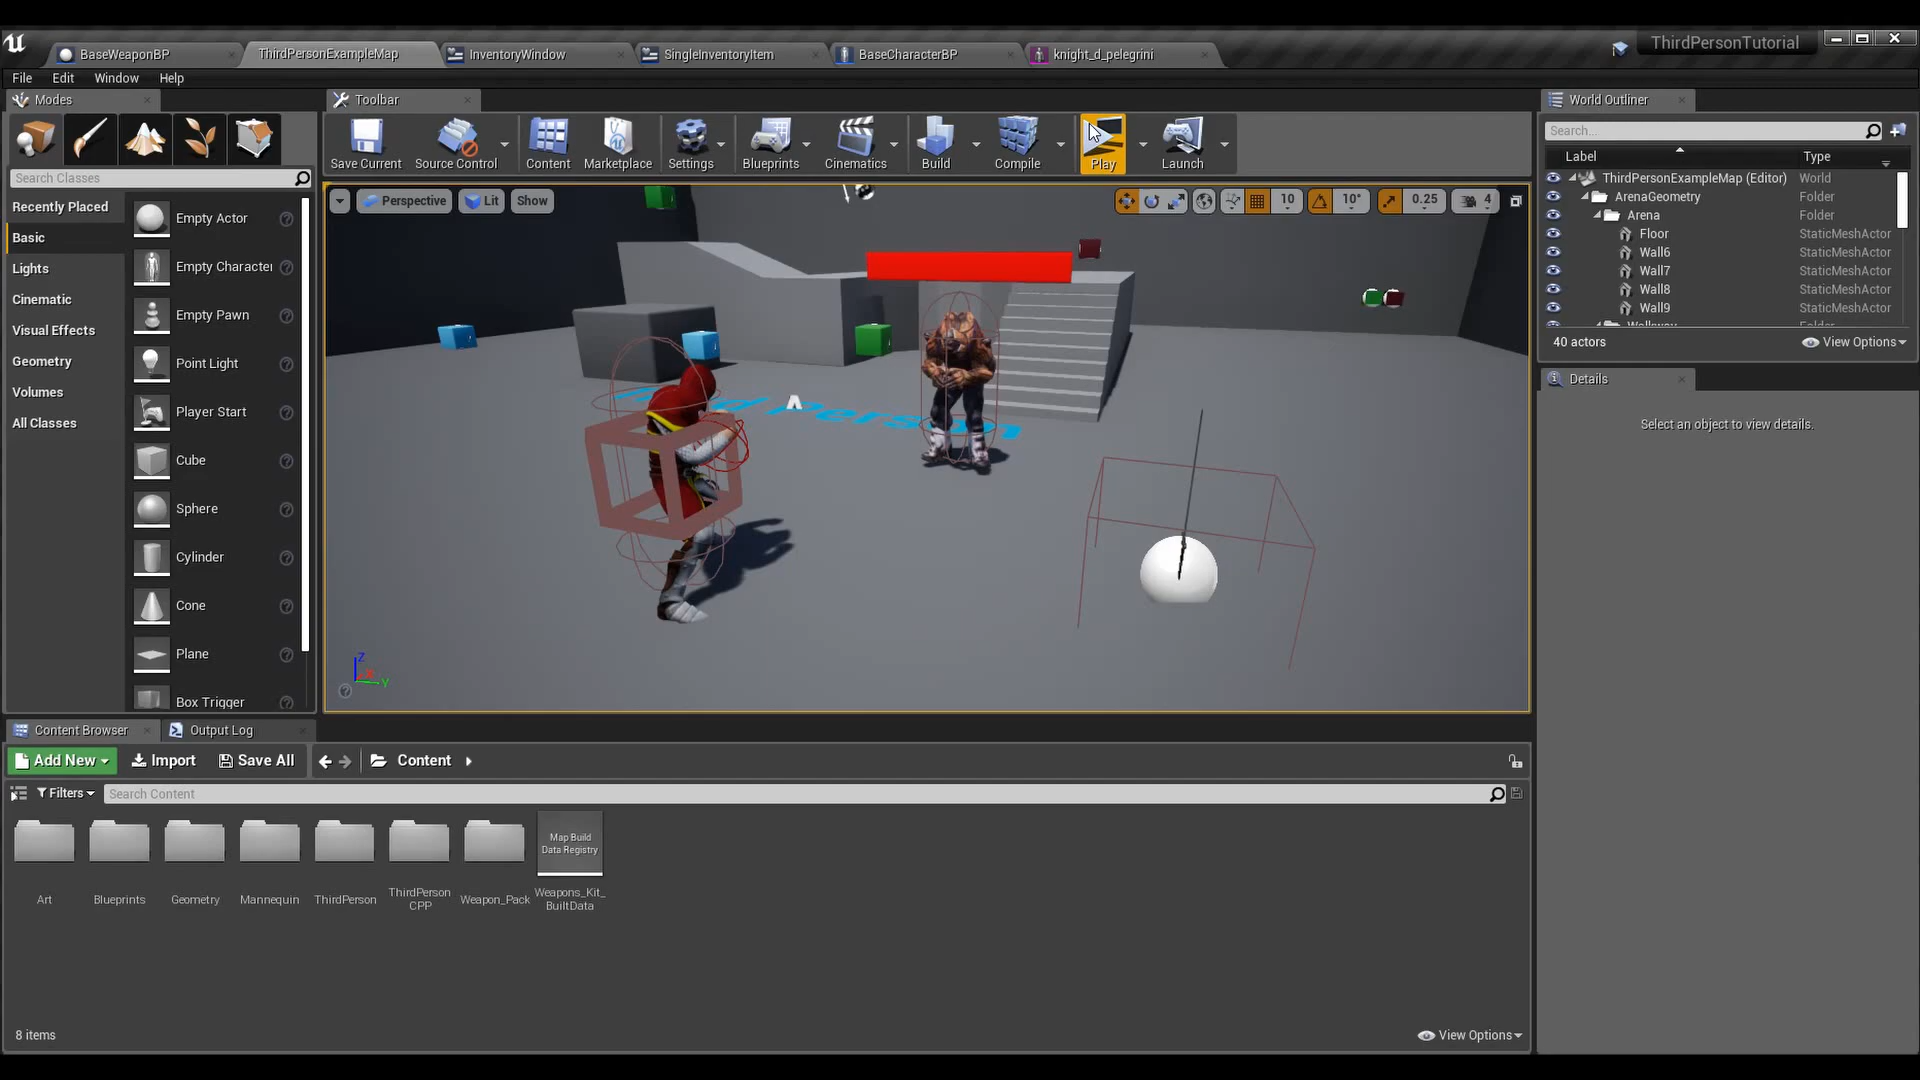 BaseWeaponBP
ThirdPersonExampleMap
InventoryWindow
SingleInventoryItem
BaseCharacterBP
knight_d_pelegrini
ThirdPersonTutorial
File Edit Window Help
Modes
Toolbar
World Outliner
Save Current
Source Control
Content
Marketplace
Settings
Blueprints
Cinematics
Build
Compile
Play
Launch
Search Classes
Recently Placed
Basic
Lights
Cinematic
Visual Effects
Geometry
Volumes
All Classes
Empty Actor
Empty Character
Empty Pawn
Point Light
Player Start
Cube
Sphere
Cylinder
Cone
Plane
Box Trigger
Perspective
Lit
Show
10
10°
0.25
4
Person
Z
X
Y
Search...
Label Type
ThirdPersonExampleMap (Editor) World
ArenaGeometry Folder
Arena Folder
Floor StaticMeshActor
Wall6 StaticMeshActor
Wall7 StaticMeshActor
Wall8 StaticMeshActor
Wall9 StaticMeshActor
Walkway Folder
40 actors
View Options
Details
Select an object to view details.
Content Browser
Output Log
Add New
Import
Save All
Content
Filters
Search Content
Map Build
Data Registry
Art
Blueprints
Geometry
Mannequin
ThirdPerson
ThirdPerson
CPP
Weapon_Pack
Weapons_Kit_
BuiltData
8 items
View Options